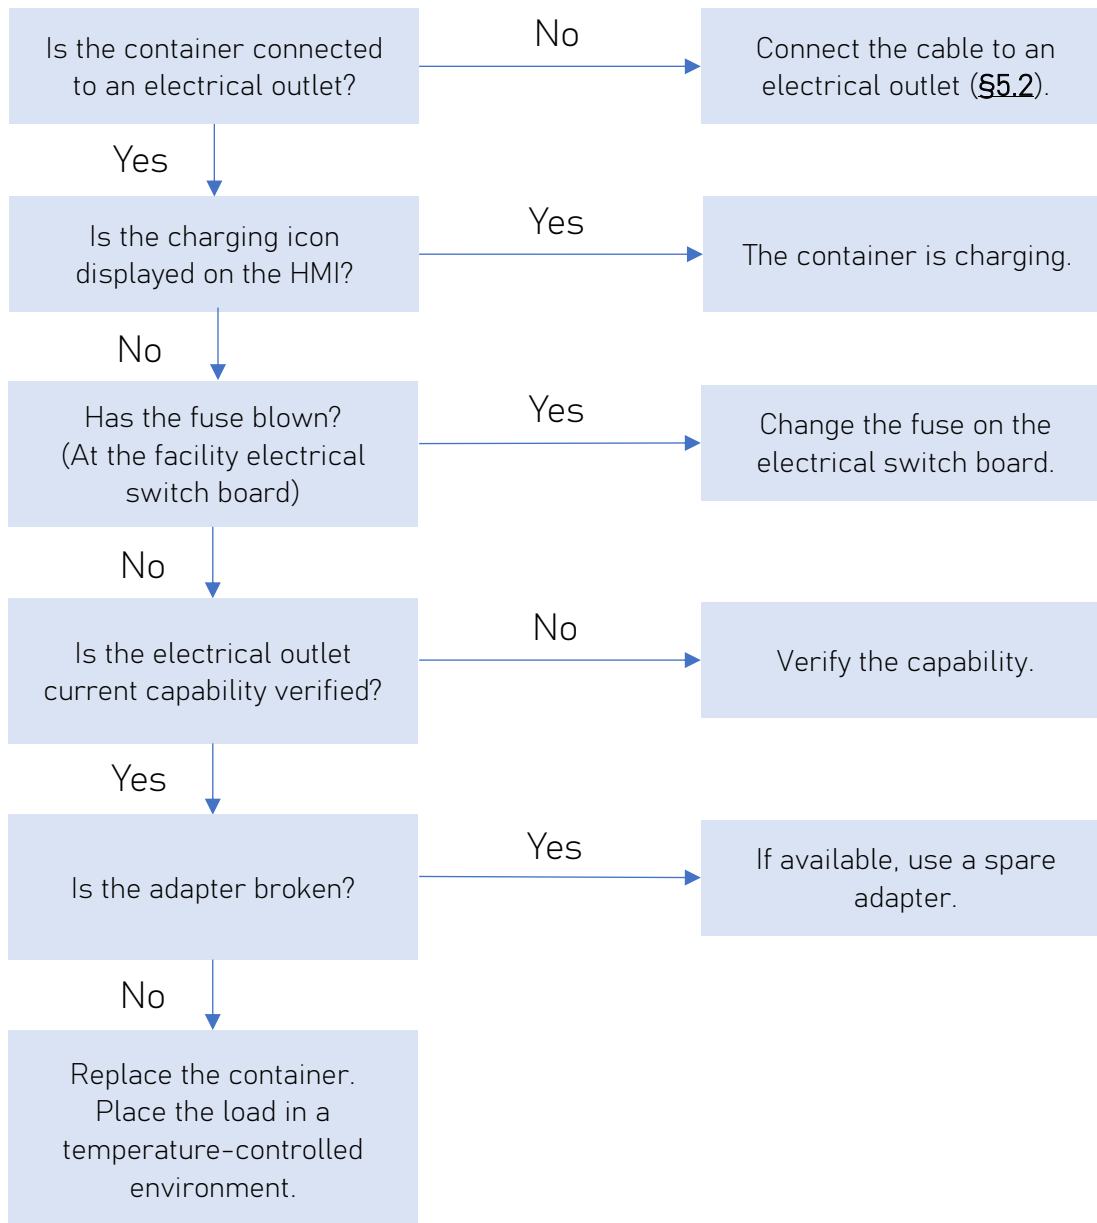 Is the container connected
to an electrical outlet?
No
Connect the cable to an
electrical outlet (§5.2).
Yes
Is the charging icon
displayed on the HMI?
Yes
The container is charging.
No
Has the fuse blown?
(At the facility electrical
switch board)
Yes
Change the fuse on the
electrical switch board.
No
Is the electrical outlet
current capability verified?
No
Verify the capability.
Yes
Is the adapter broken?
Yes
If available, use a spare
adapter.
No
Replace the container.
Place the load in a
temperature-controlled
environment.